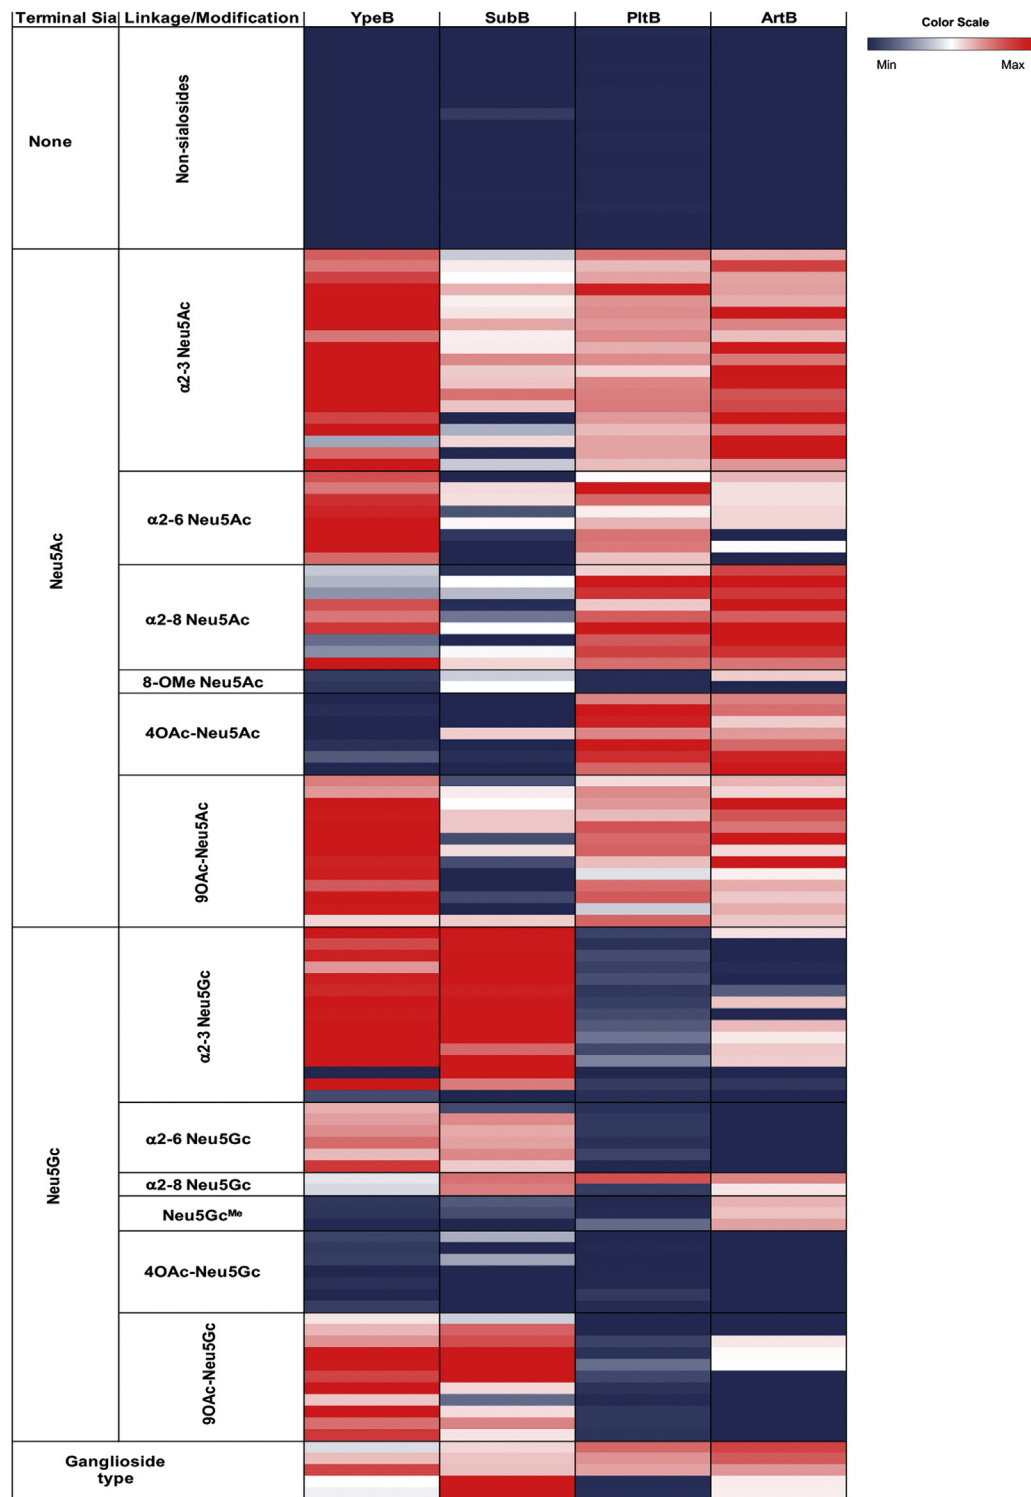 Terminal Sia Linkage/Modification YpeB SubB PltB ArtB
Color Scale
Min Max
None
Non-sialosides
Neu5Ac
α2-3 Neu5Ac
α2-6 Neu5Ac
α2-8 Neu5Ac
8-OMe Neu5Ac
4OAc-Neu5Ac
9OAc-Neu5Ac
Neu5Gc
α2-3 Neu5Gc
α2-6 Neu5Gc
α2-8 Neu5Gc
Neu5Gcᴹᵉ
4OAc-Neu5Gc
9OAc-Neu5Gc
Ganglioside
type